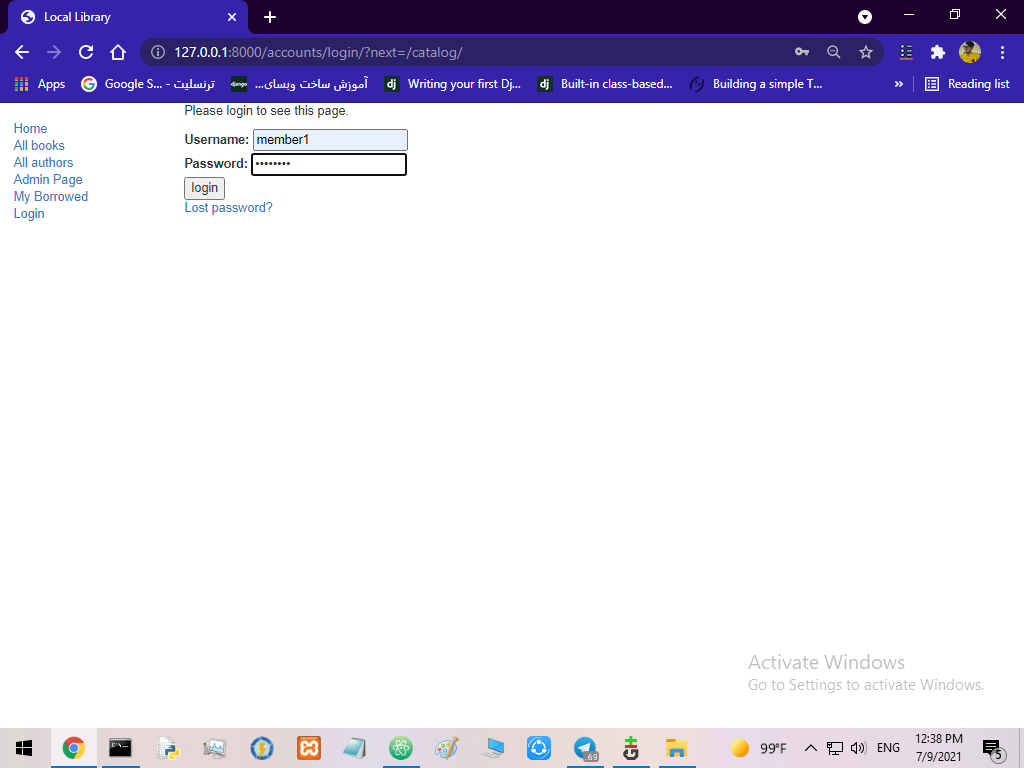 Local Library
127.0.0.1:8000/accounts/login/?next=/catalog/
Apps
Google S... - ترنسلیت
django
آموزش ساخت وبسای...
dj
Writing your first Dj...
dj
Built-in class-based...
Building a simple T...
»
Reading list
Please login to see this page.
Home
All books
All authors
Admin Page
My Borrowed
Login
Username: member1
Password: ••••••••
login
Lost password?
Activate Windows
Go to Settings to activate Windows.
69
99°F
ENG
12:38 PM
7/9/2021
5